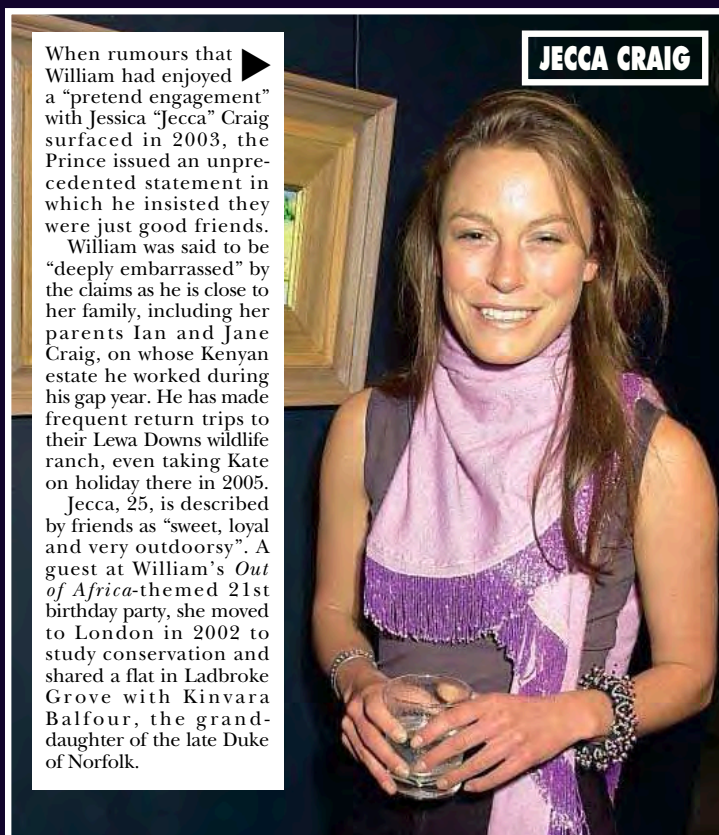 When rumours that
William had enjoyed
a “pretend engagement”
with Jessica “Jecca” Craig
surfaced in 2003, the
Prince issued an unpre-
cedented statement in
which he insisted they
were just good friends.
William was said to be
“deeply embarrassed” by
the claims as he is close to
her family, including her
parents Ian and Jane
Craig, on whose Kenyan
estate he worked during
his gap year. He has made
frequent return trips to
their Lewa Downs wildlife
ranch, even taking Kate
on holiday there in 2005.
Jecca, 25, is described
by friends as “sweet, loyal
and very outdoorsy”. A
guest at William’s Out
of Africa-themed 21st
birthday party, she moved
to London in 2002 to
study conservation and
shared a flat in Ladbroke
Grove with Kinvara
Balfour, the grand-
daughter of the late Duke
of Norfolk.
JECCA CRAIG